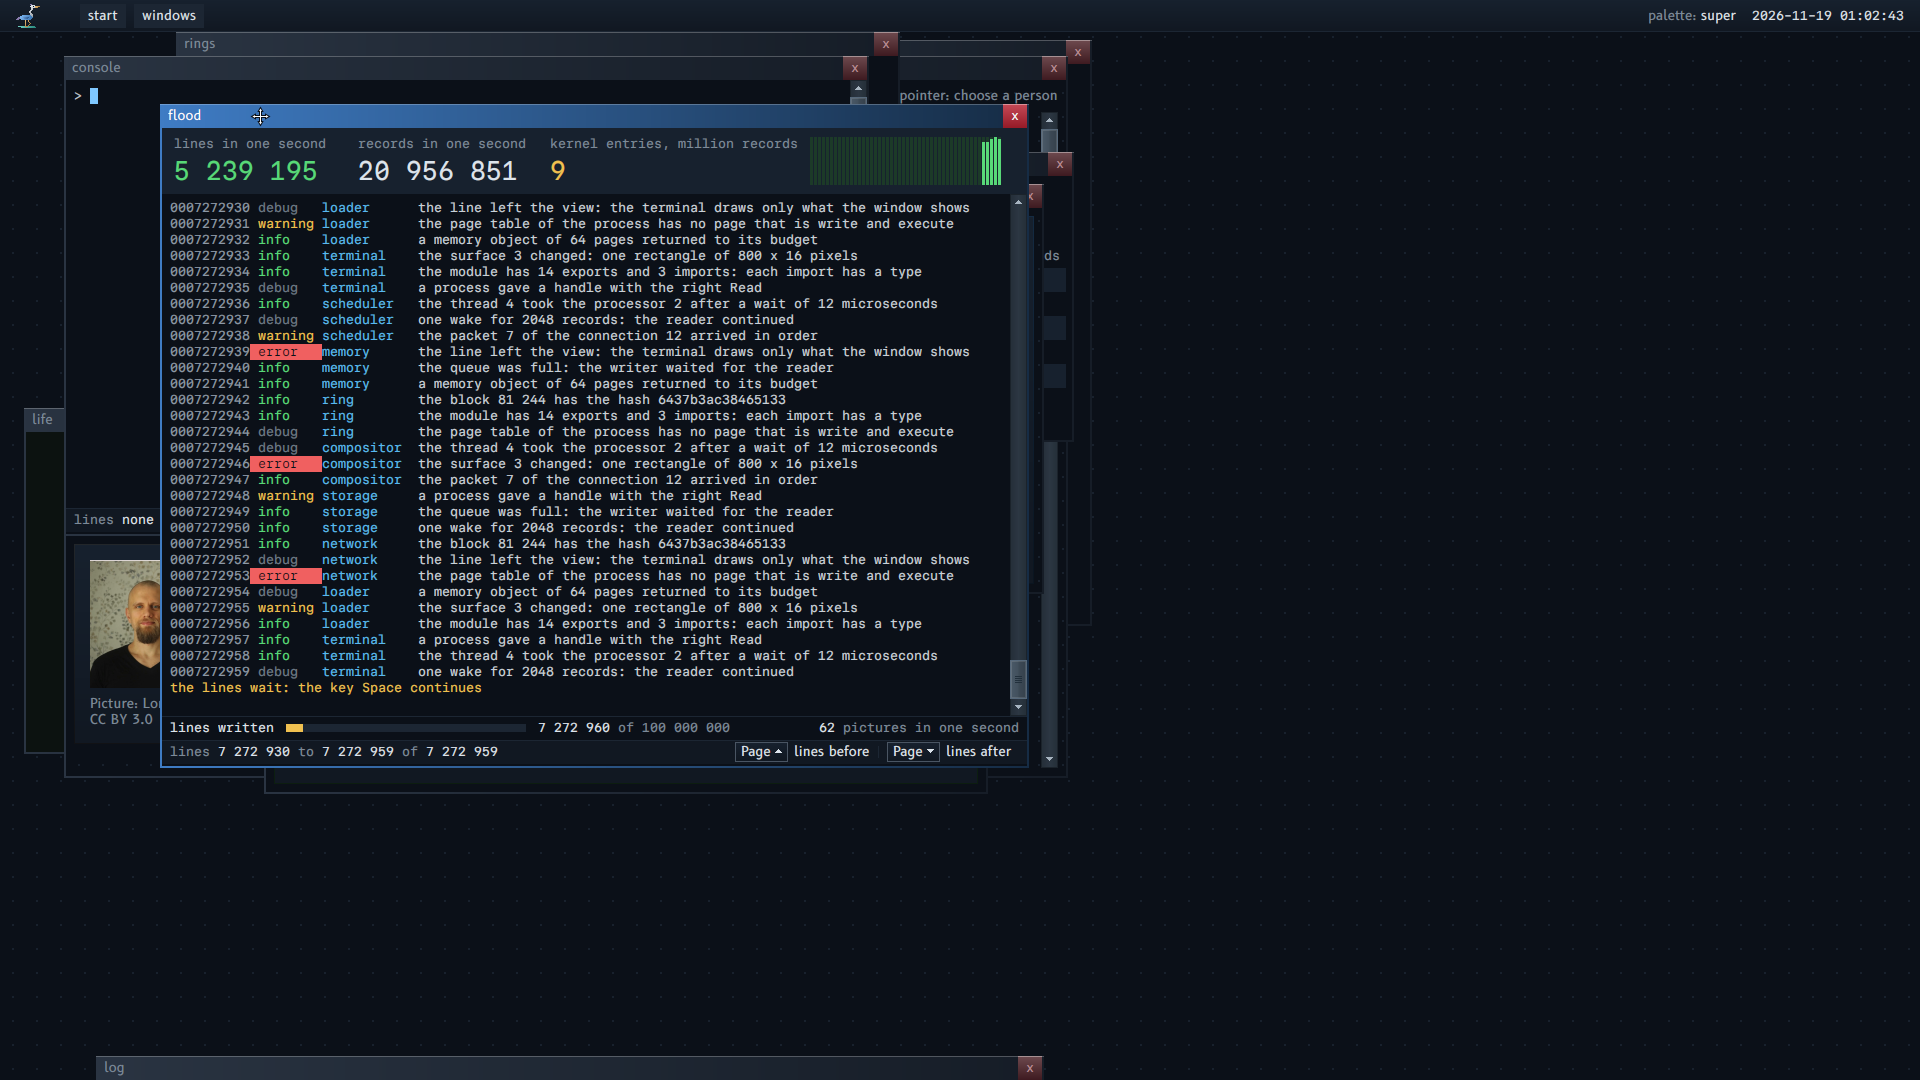 start windows palette: super 2026-11-19 01:02:43
rings x
x
console x
x
> pointer: choose a person
flood x
lines in one second records in one second kernel entries, million records
5 239 195 20 956 851 9
x
x
0007272930 debug loader the line left the view: the terminal draws only what the window shows
0007272931 warning loader the page table of the process has no page that is write and execute
0007272932 info loader a memory object of 64 pages returned to its budget
0007272933 info terminal the surface 3 changed: one rectangle of 800 x 16 pixels
ds
0007272934 info terminal the module has 14 exports and 3 imports: each import has a type
0007272935 debug terminal a process gave a handle with the right Read
0007272936 info scheduler the thread 4 took the processor 2 after a wait of 12 microseconds
0007272937 debug scheduler one wake for 2048 records: the reader continued
0007272938 warning scheduler the packet 7 of the connection 12 arrived in order
0007272939 error memory the line left the view: the terminal draws only what the window shows
0007272940 info memory the queue was full: the writer waited for the reader
0007272941 info memory a memory object of 64 pages returned to its budget
0007272942 info ring the block 81 244 has the hash 6437b3ac38465133
0007272943 info ring the module has 14 exports and 3 imports: each import has a type
life
0007272944 debug ring the page table of the process has no page that is write and execute
0007272945 debug compositor the thread 4 took the processor 2 after a wait of 12 microseconds
0007272946 error compositor the surface 3 changed: one rectangle of 800 x 16 pixels
0007272947 info compositor the packet 7 of the connection 12 arrived in order
0007272948 warning storage a process gave a handle with the right Read
0007272949 info storage the queue was full: the writer waited for the reader
lines none
0007272950 info storage one wake for 2048 records: the reader continued
0007272951 info network the block 81 244 has the hash 6437b3ac38465133
0007272952 debug network the line left the view: the terminal draws only what the window shows
0007272953 error network the page table of the process has no page that is write and execute
0007272954 debug loader a memory object of 64 pages returned to its budget
0007272955 warning loader the surface 3 changed: one rectangle of 800 x 16 pixels
0007272956 info loader the module has 14 exports and 3 imports: each import has a type
0007272957 info terminal a process gave a handle with the right Read
0007272958 info terminal the thread 4 took the processor 2 after a wait of 12 microseconds
0007272959 debug terminal one wake for 2048 records: the reader continued
the lines wait: the key Space continues
Picture: Lo
CC BY 3.0
lines written 7 272 960 of 100 000 000 62 pictures in one second
lines 7 272 930 to 7 272 959 of 7 272 959 Page lines before Page lines after
log x